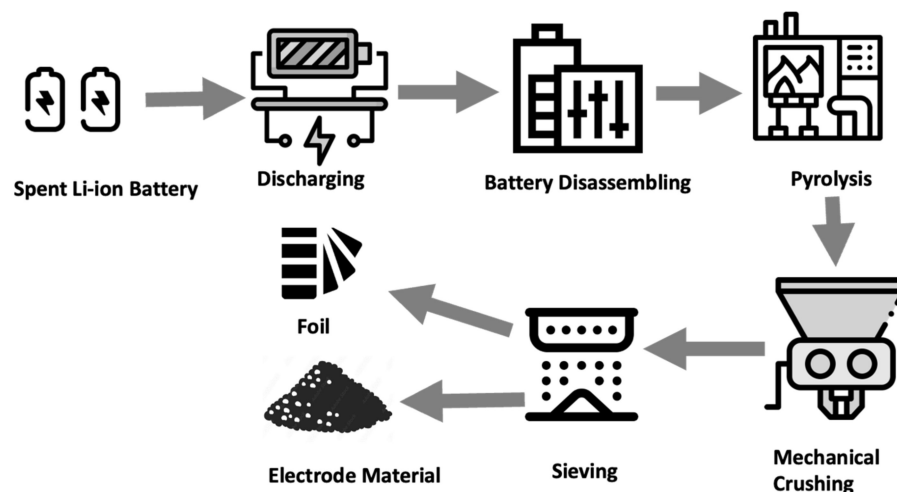 Spent Li-ion Battery
Discharging
Battery Disassembling
Pyrolysis
Foil
Electrode Material
Sieving
Mechanical
Crushing